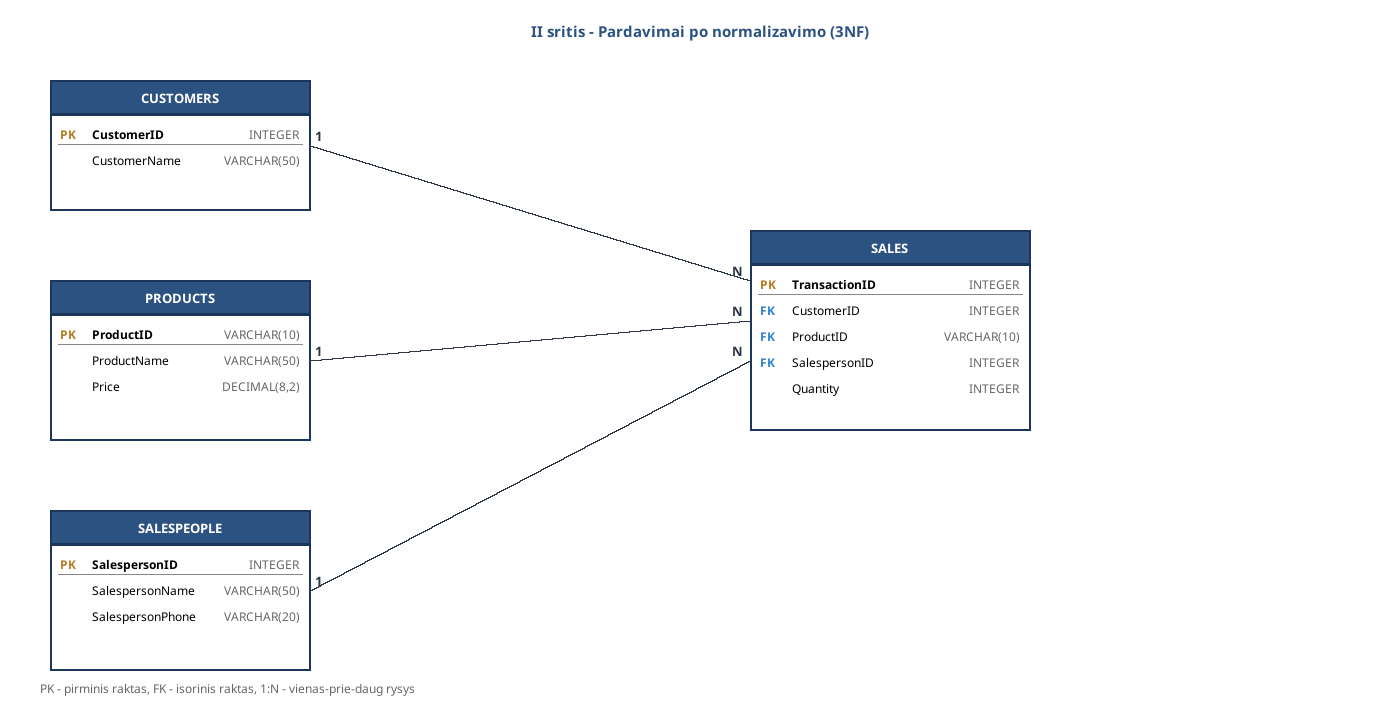 II sritis - Pardavimai po normalizavimo (3NF)
CUSTOMERS
PK CustomerID INTEGER
CustomerName VARCHAR(50)
1
PRODUCTS
PK ProductID VARCHAR(10)
ProductName VARCHAR(50)
Price DECIMAL(8,2)
1
SALESPEOPLE
PK SalespersonID INTEGER
SalespersonName VARCHAR(50)
SalespersonPhone VARCHAR(20)
1
N
N
N
SALES
PK TransactionID INTEGER
FK CustomerID INTEGER
FK ProductID VARCHAR(10)
FK SalespersonID INTEGER
Quantity INTEGER
PK - pirminis raktas, FK - isorinis raktas, 1:N - vienas-prie-daug rysys